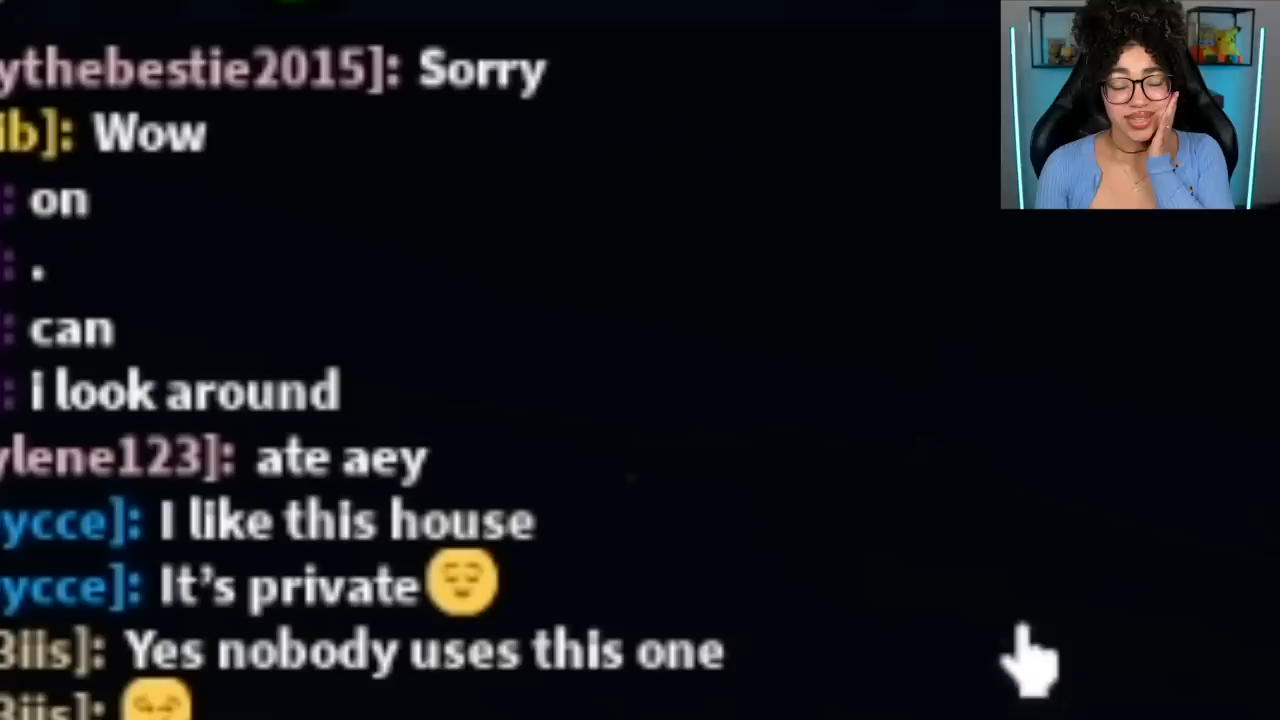 ythebestie2015]: Sorry
ib]: Wow
: on
: .
: can
: i look around
ylene123]: ate aey
ycce]: I like this house
ycce]: It's private😌
3iis]: Yes nobody uses this one
3iis]: 😌